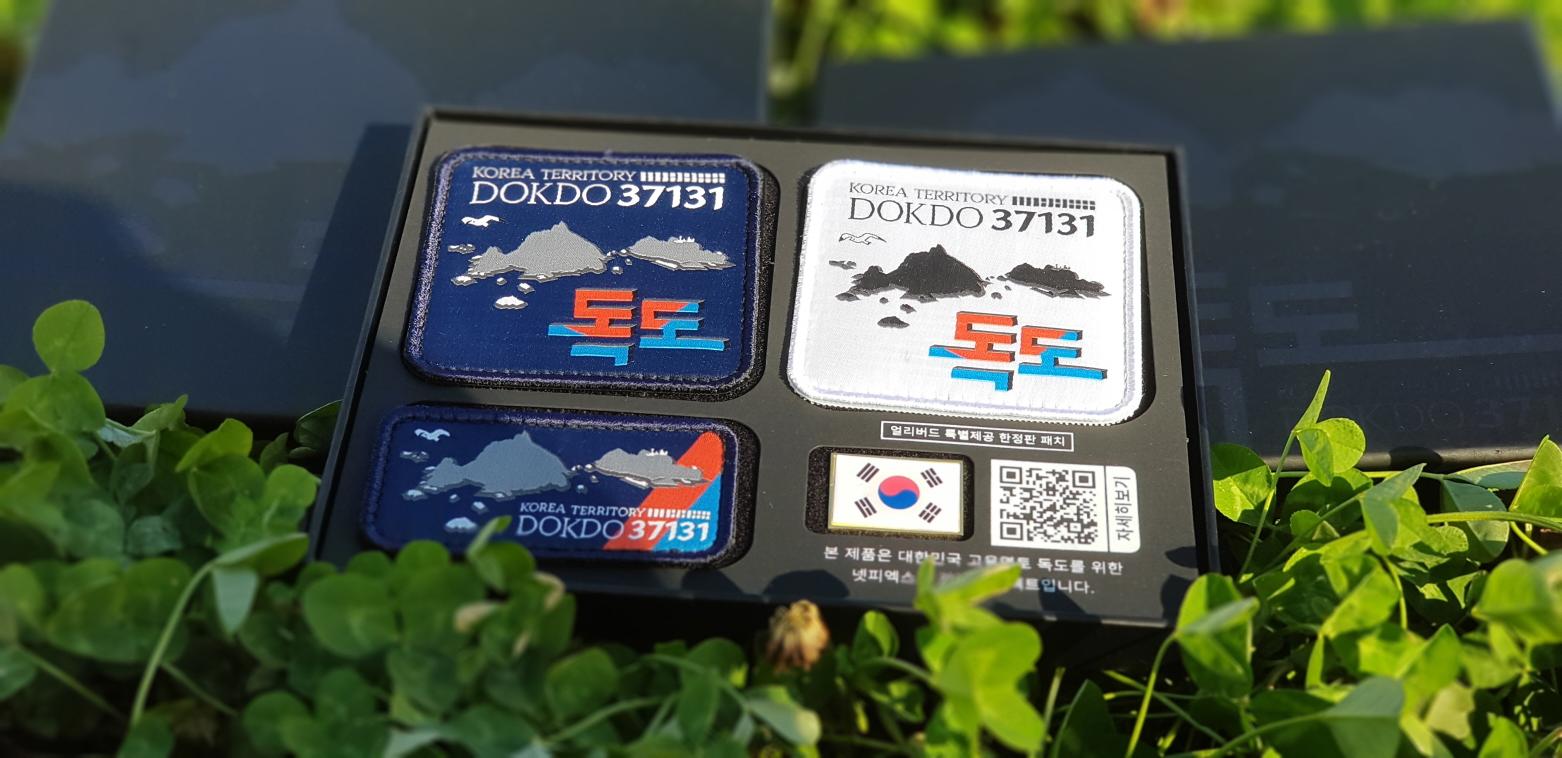 KOREA TERRITORY
DOKDO 37131
독도
KOREA TERRITORY
DOKDO 37131
독도
KOREA TERRITORY
DOKDO 37131
얼리버드 특별제공 한정판 패치
자세히보기
본 제품은 대한민국 고유영토 독도를 위한